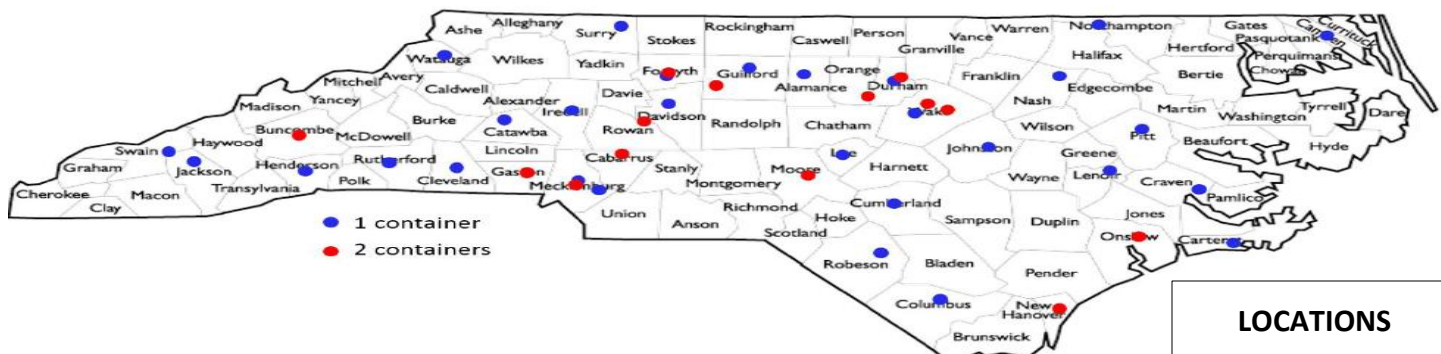 Ashe
Alleghany
Surry
Stokes
Rockingham
Caswell
Person
Granville
Vance
Warren
Northampton
Gates
Currituck
Camden
Pasquotank
Perquimans
Chowan
Hertford
Halifax
Watauga
Wilkes
Yadkin
Forsyth
Guilford
Alamance
Orange
Durham
Franklin
Bertie
Mitchell
Avery
Caldwell
Alexander
Iredell
Davie
Davidson
Randolph
Chatham
Wake
Nash
Edgecombe
Martin
Washington
Tyrrell
Dare
Madison
Yancey
Burke
Catawba
Rowan
Wilson
Pitt
Beaufort
Hyde
Buncombe
McDowell
Haywood
Swain
Graham
Jackson
Henderson
Rutherford
Lincoln
Cabarrus
Stanly
Montgomery
Moore
Lee
Harnett
Johnston
Wayne
Greene
Lenoir
Craven
Pamlico
Cherokee
Clay
Macon
Transylvania
Polk
Cleveland
Gaston
Mecklenburg
Union
Anson
Richmond
Scotland
Hoke
Cumberland
Sampson
Duplin
Jones
Onslow
Carteret
Robeson
Bladen
Pender
Columbus
New
Hanover
Brunswick
1 container
2 containers
LOCATIONS